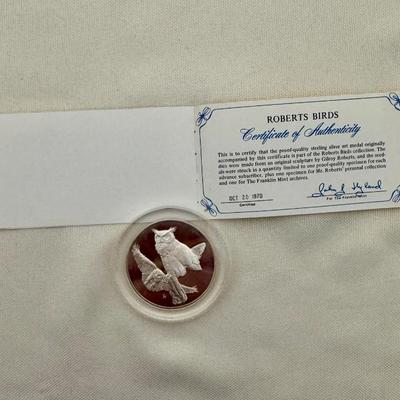 ROBERTS BIRDS
Certificate of Authenticity
This is to certify that the proof-quality sterling silver art medal originally
accompanied by this certificate is part of the Roberts Birds collection. The
dies were made from an original sculpture by Gilroy Roberts, and the med-
als were struck in a quantity limited to one proof-quality specimen for each
advance subscriber, plus one specimen for Mr. Roberts' personal collection
and one for The Franklin Mint archives.
OCT 20 1970
Certified
For The Franklin Mint